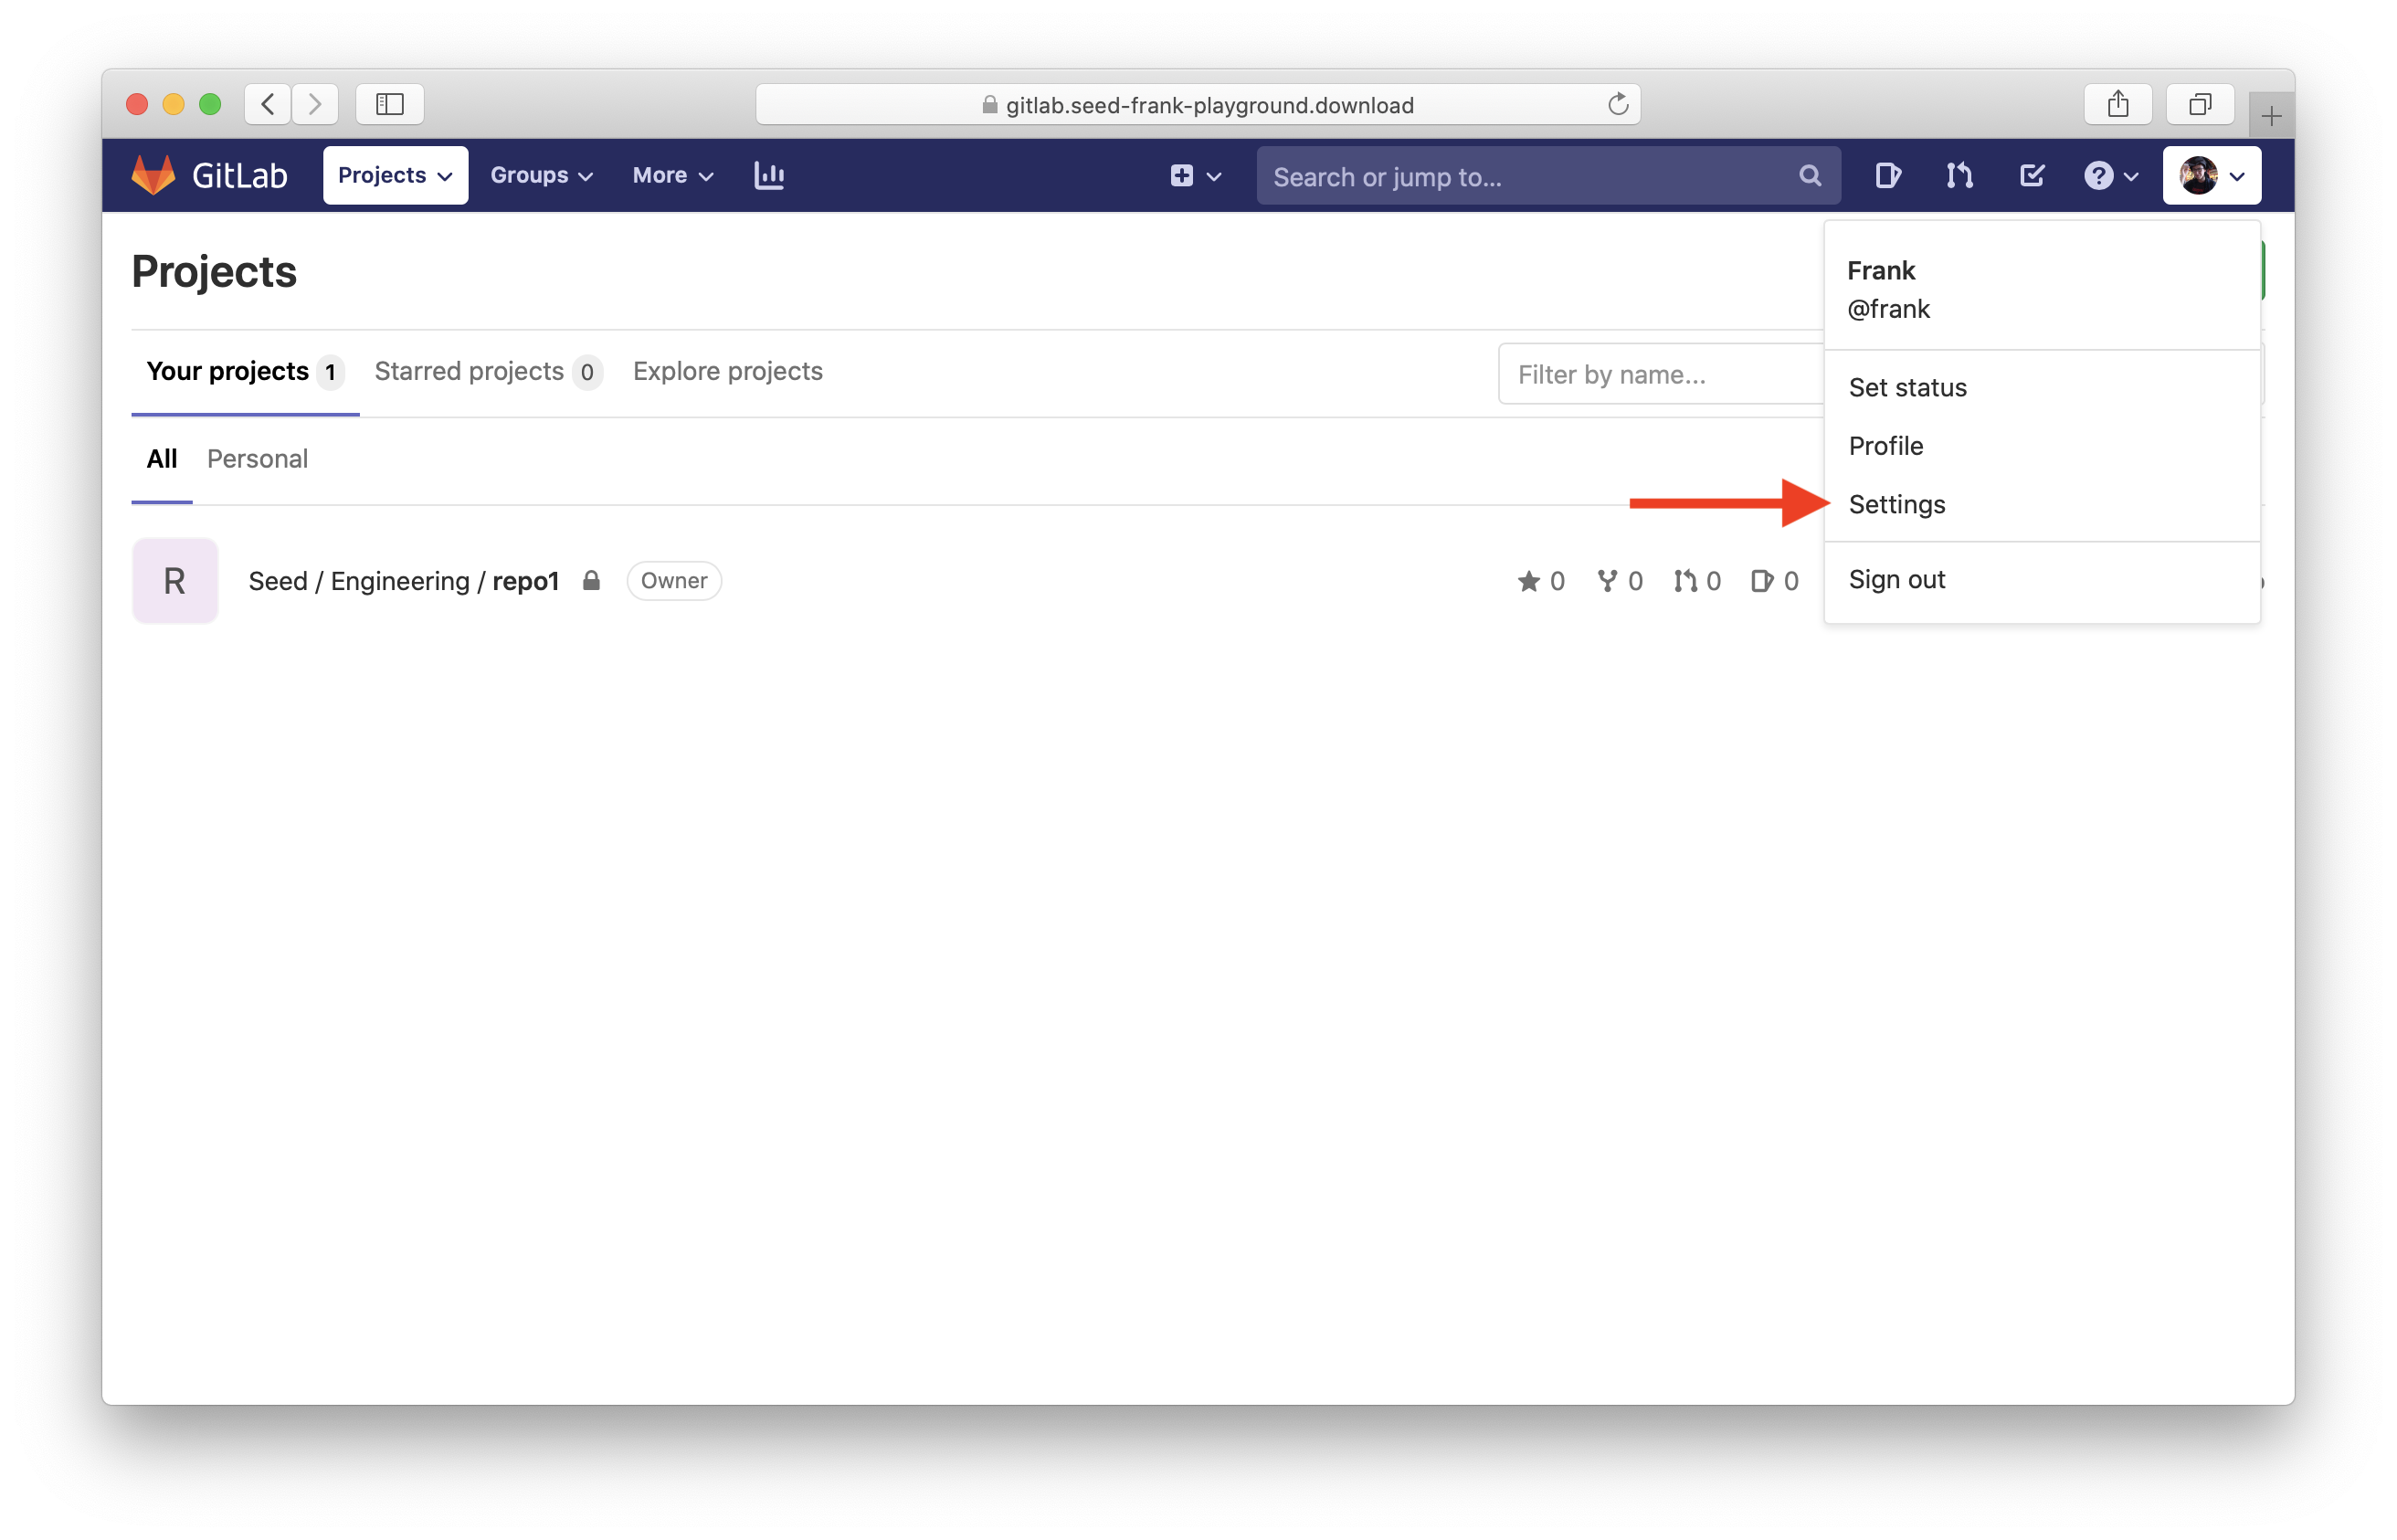 gitlab.seed-frank-playground.download
GitLab Projects Groups More Search or jump to...
Projects
Frank
@frank
Your projects 1 Starred projects 0 Explore projects Filter by name...
Set status
All Personal
Profile
Settings
R Seed / Engineering / repo1 Owner 0 0 0 0
Sign out